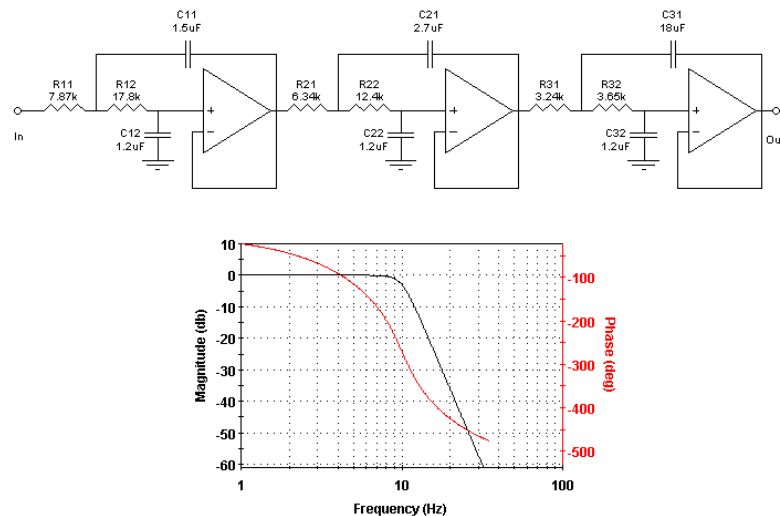 C11
1.5uF
C21
2.7uF
C31
18uF
R11
7.87k
R12
17.8k
R21
6.34k
R22
12.4k
R31
3.24k
R32
3.65k
+
−
+
−
+
−
In
C12
1.2uF
C22
1.2uF
C32
1.2uF
Ou
10
0
-10
-20
-30
-40
-50
-60
Magnitude (db)
-100
-200
-300
-400
-500
Phase (deg)
1
10
100
Frequency (Hz)